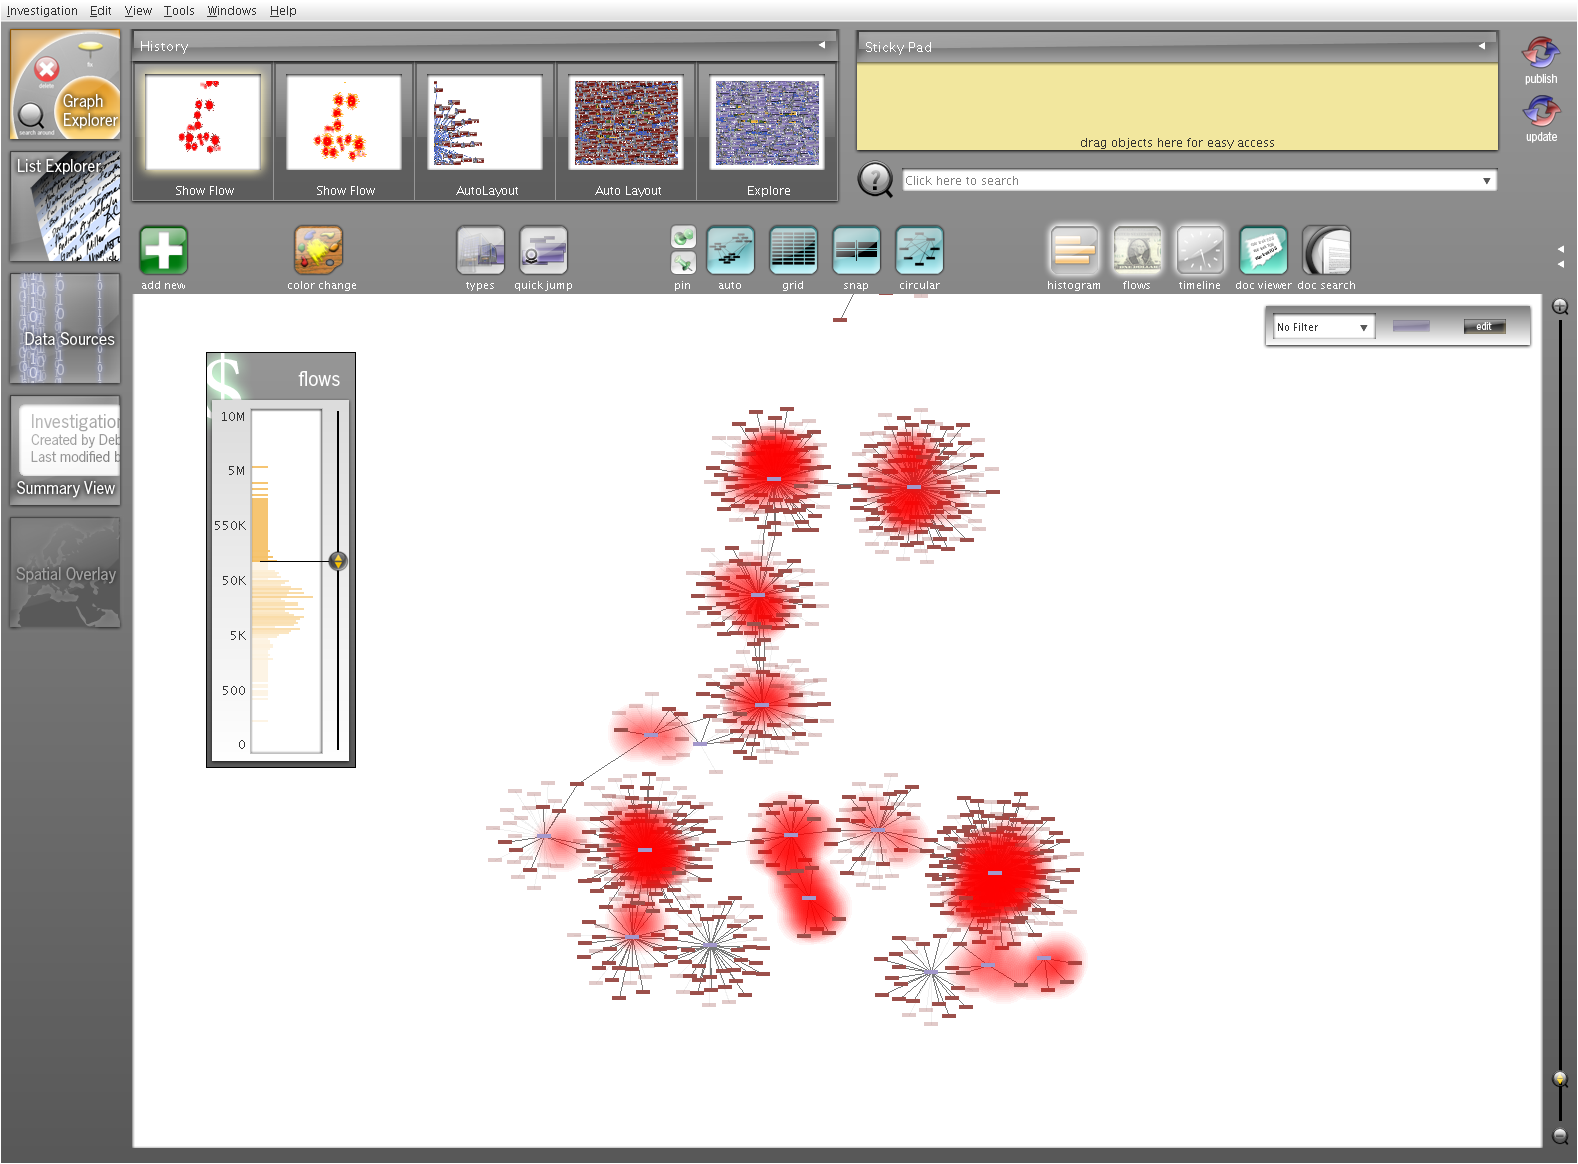 Investigation Edit View Tools Windows Help
fix
delete
search around
Graph
Explorer
List Explorer
Data Sources
Investigation
Created by Deb
Last modified b
Summary View
Spatial Overlay
History
Show Flow
Show Flow
AutoLayout
Auto Layout
Explore
Sticky Pad
drag objects here for easy access
Click here to search
publish
update
add new
color change
types
quick jump
pin
auto
grid
snap
circular
histogram
flows
timeline
doc viewer
doc search
No Filter
edit
$
flows
10M
5M
550K
50K
5K
500
0